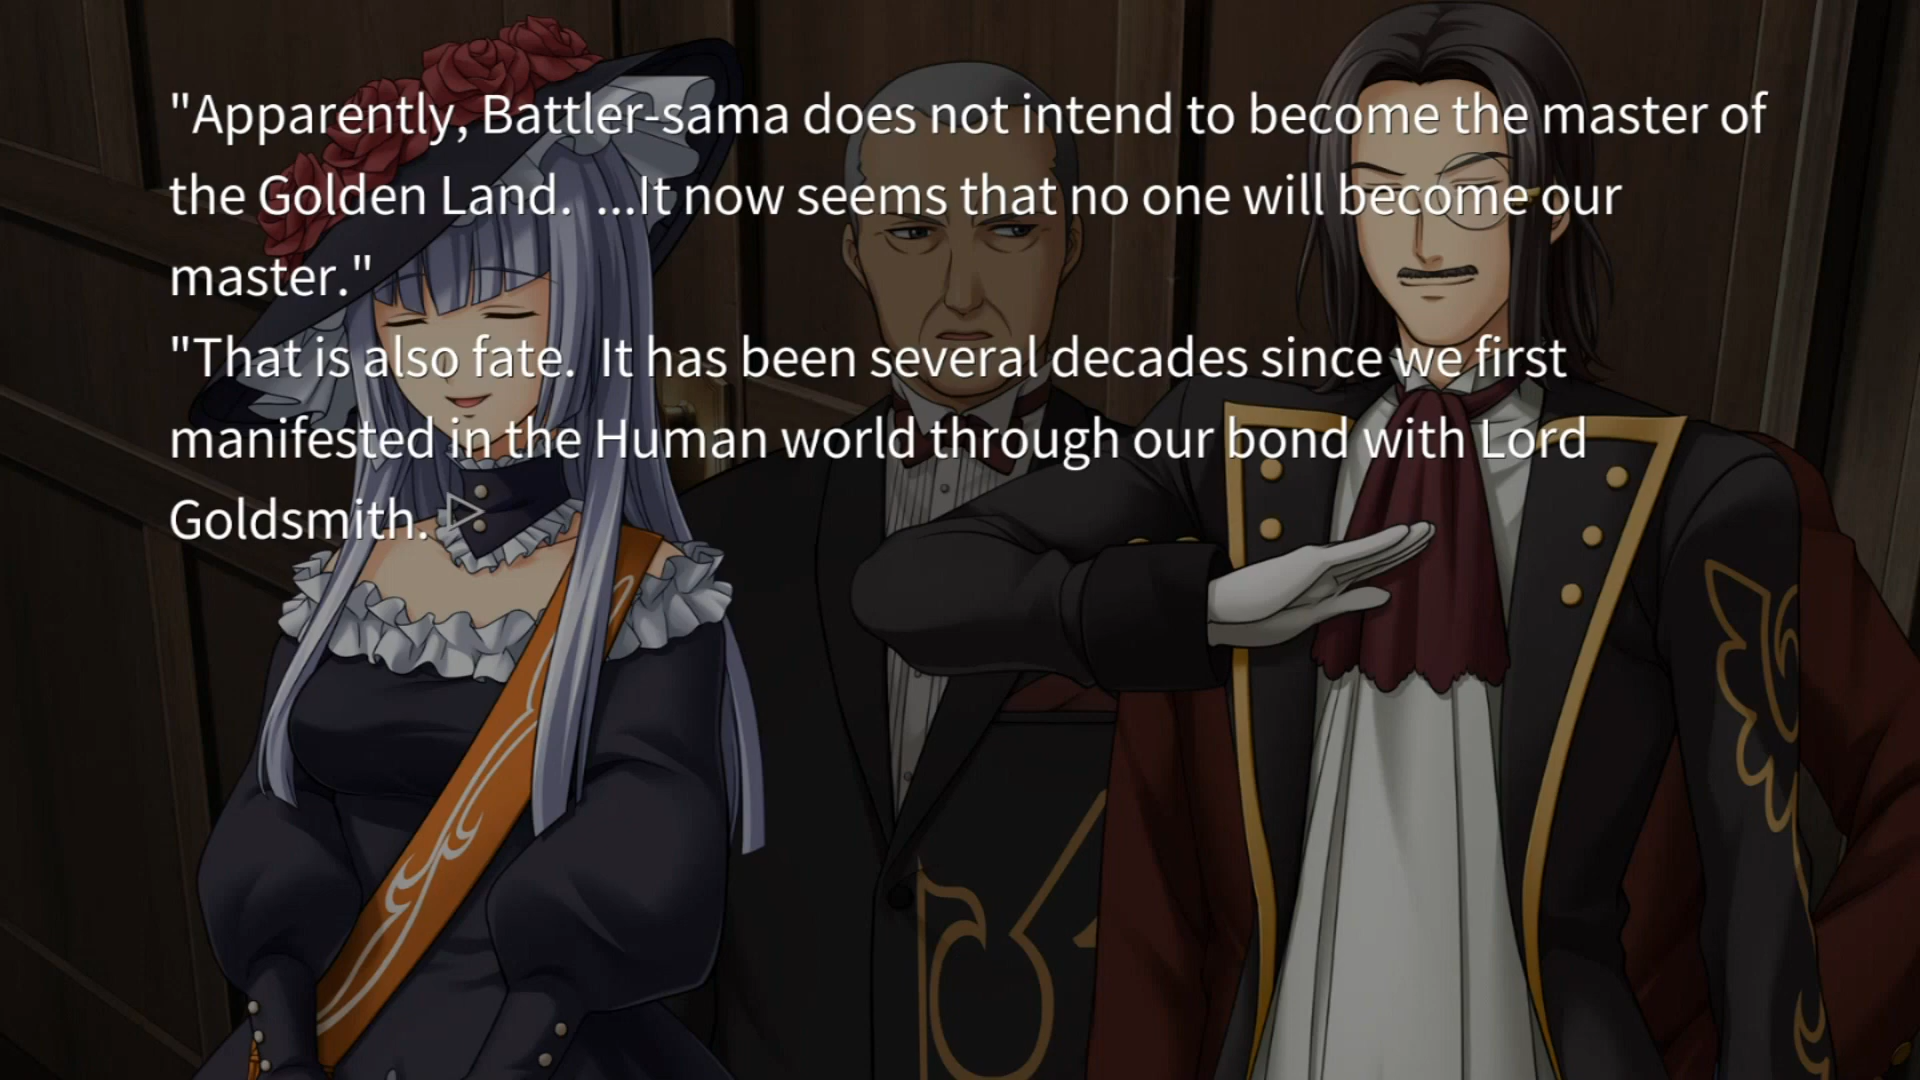 "Apparently, Battler-sama does not intend to become the master of
the Golden Land.  ...It now seems that no one will become our
master."
"That is also fate.  It has been several decades since we first
manifested in the Human world through our bond with Lord
Goldsmith.